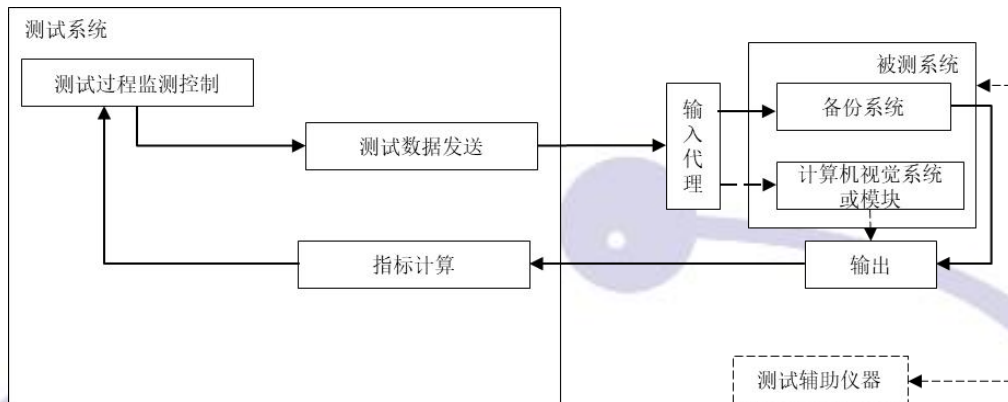 测试系统
测试过程监测控制
测试数据发送
指标计算
输
入
代
理
被测系统
备份系统
计算机视觉系统
或模块
输出
测试辅助仪器